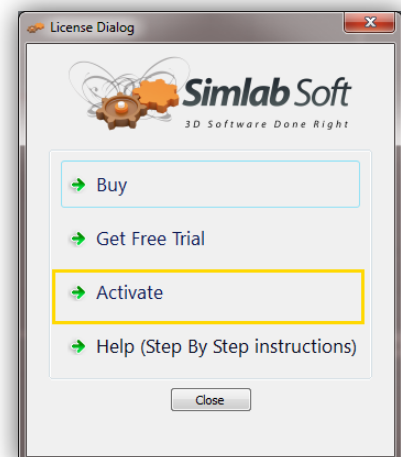 License Dialog
Simlab Soft
3D Software Done Right
Buy
Get Free Trial
Activate
Help (Step By Step instructions)
Close